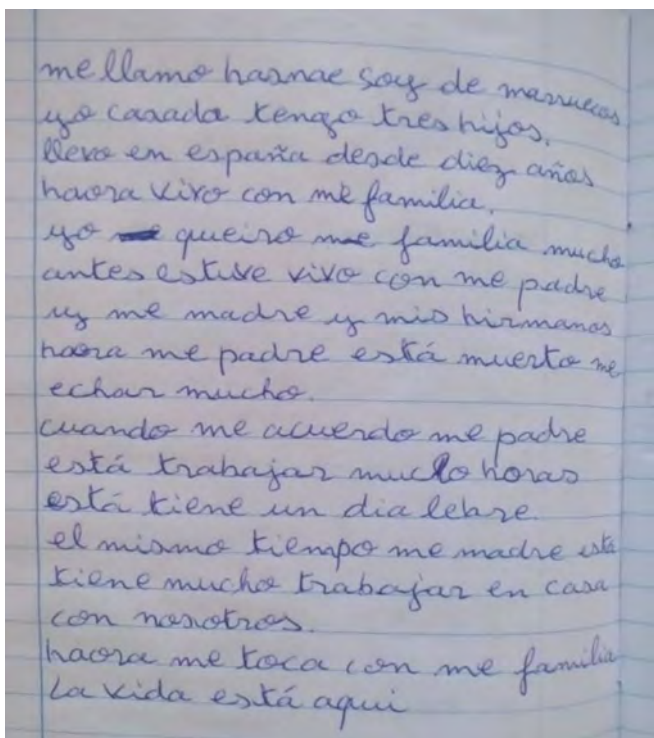 me llamo hasnae soy de marruecos
yo casada tengo tres hijos.
llevo en españa desde diez años
haora vivo con me familia.
yo me queiro me familia mucho
antes estuve vivo con me padre
y me madre y mis hirmanos
haora me padre está muerto me
echar mucho.
cuando me acuerdo me padre
está trabajar mucho horas
está tiene un dia lebre.
el mismo tiempo me madre está
tiene mucho trabajar en casa
con nosotros.
haora me toca con me familia
La vida está aqui